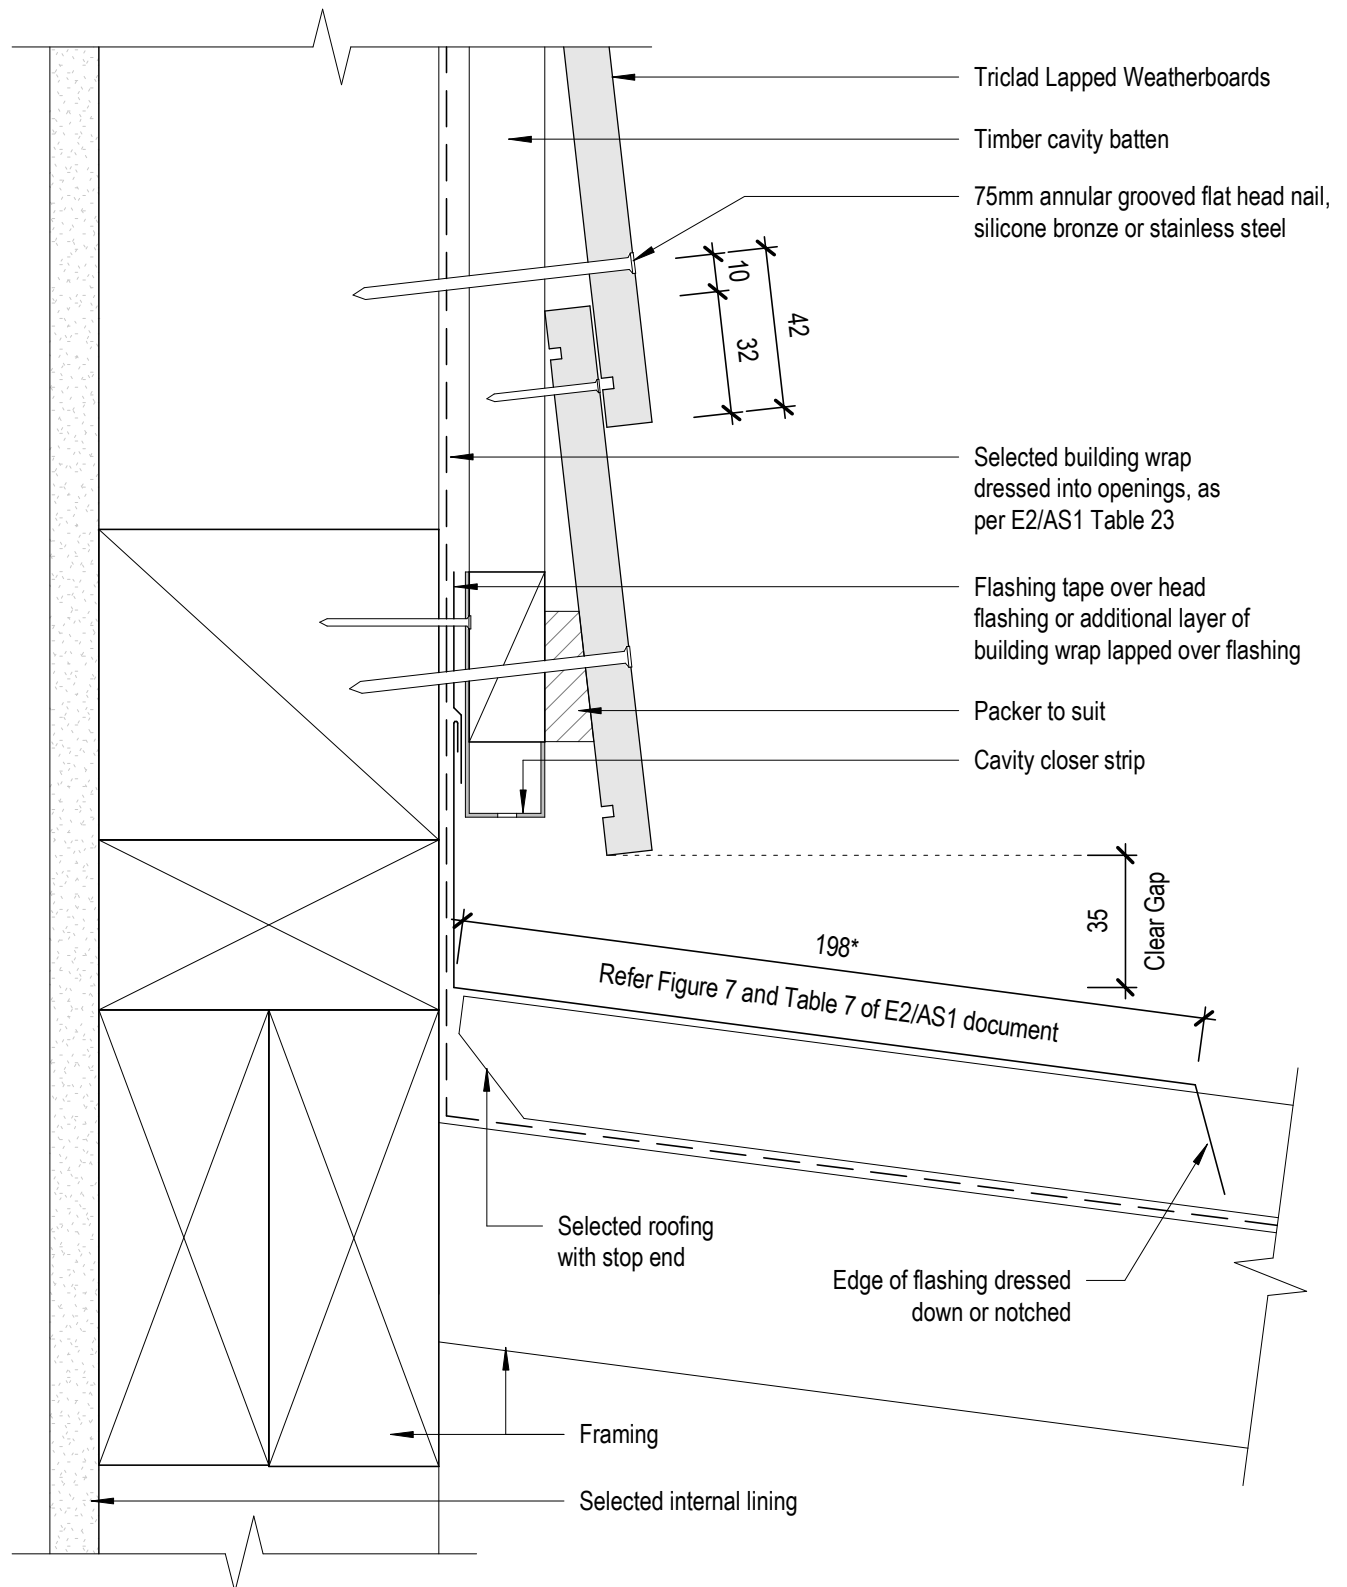 Triclad Lapped Weatherboards
Timber cavity batten
75mm annular grooved flat head nail,
silicone bronze or stainless steel
10
42
32
Selected building wrap
dressed into openings, as
per E2/AS1 Table 23
Flashing tape over head
flashing or additional layer of
building wrap lapped over flashing
Packer to suit
Cavity closer strip
35
Clear Gap
198*
Refer Figure 7 and Table 7 of E2/AS1 document
Selected roofing
with stop end
Edge of flashing dressed
down or notched
Framing
Selected internal lining